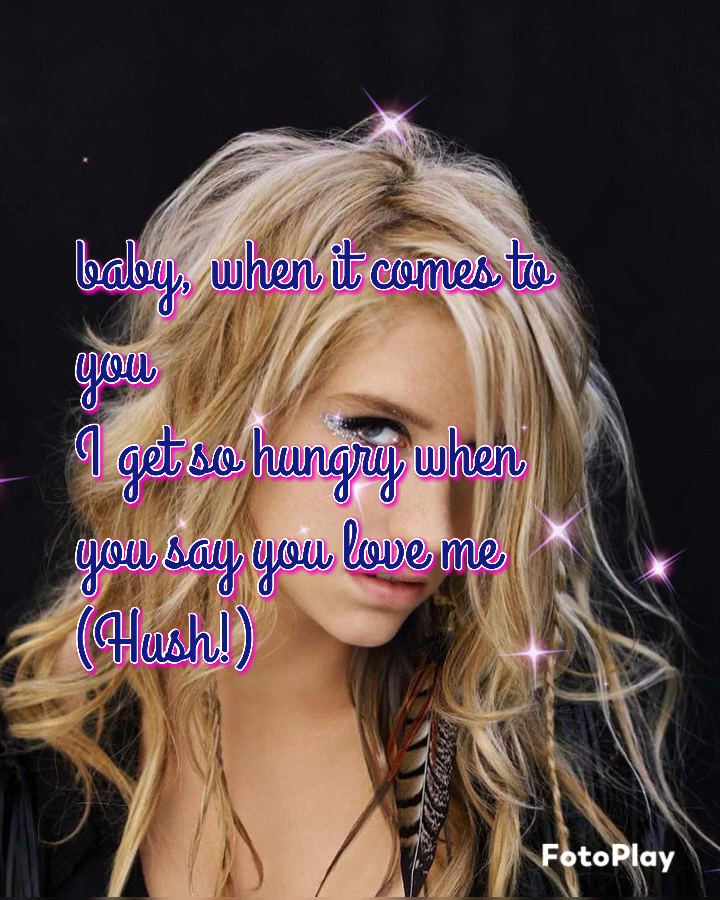 baby, when it comes to
you
I get so hungry when
you say you love me
(Hush!)
FotoPlay